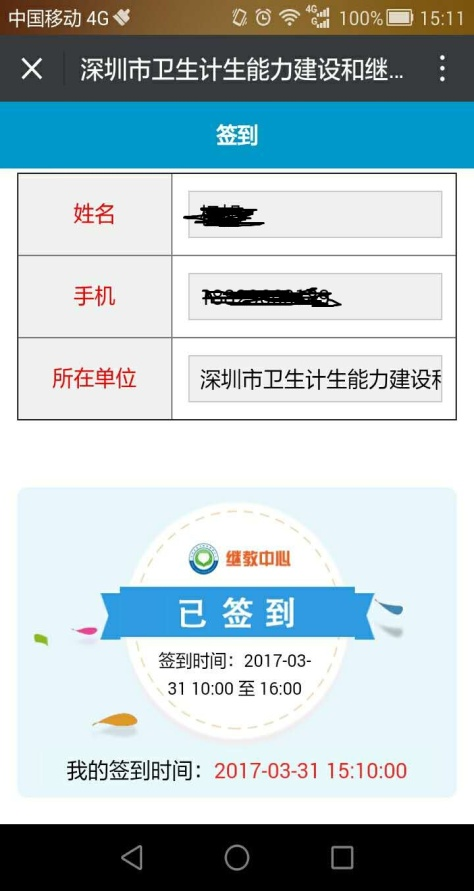 中国移动 4G 4G G 100% 15:11
深圳市卫生计生能力建设和继...
签到
姓名
手机
所在单位 深圳市卫生计生能力建设和
继教中心
已签到
签到时间：2017-03-
31 10:00 至 16:00
我的签到时间：2017-03-31 15:10:00